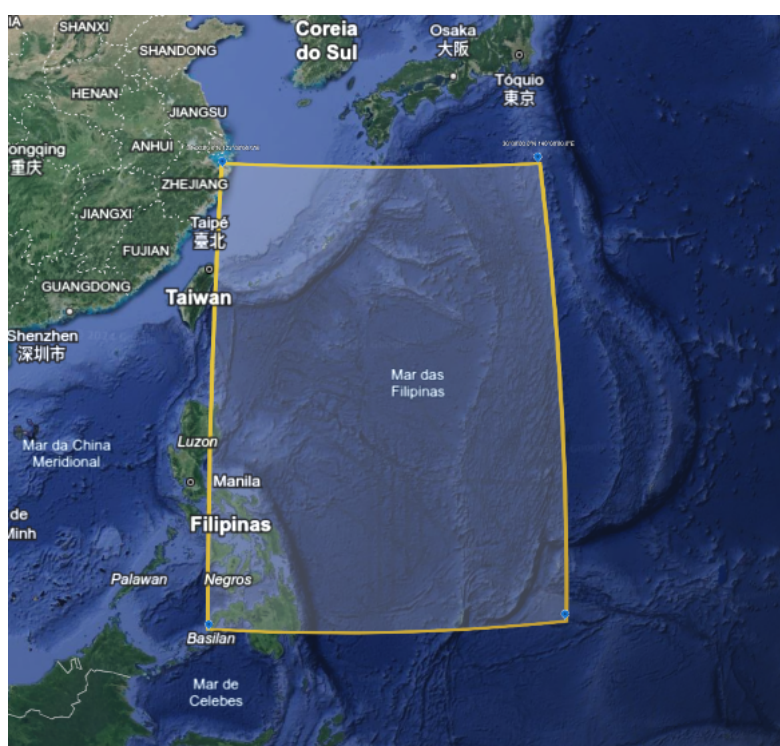 IA
SHANXI
Coreia
do Sul
Osaka
大阪
SHANDONG
Tóquio
東京
HENAN
JIANGSU
ANHUI
ongqing
重庆
ZHEJIANG
JIANGXI
Taipé
臺北
FUJIAN
GUANGDONG
Taiwan
Shenzhen
深圳市
Mar das
Filipinas
Luzon
Mar da China
Meridional
Manila
de
Minh
Filipinas
Palawan
Negros
Basilan
Mar de
Celebes